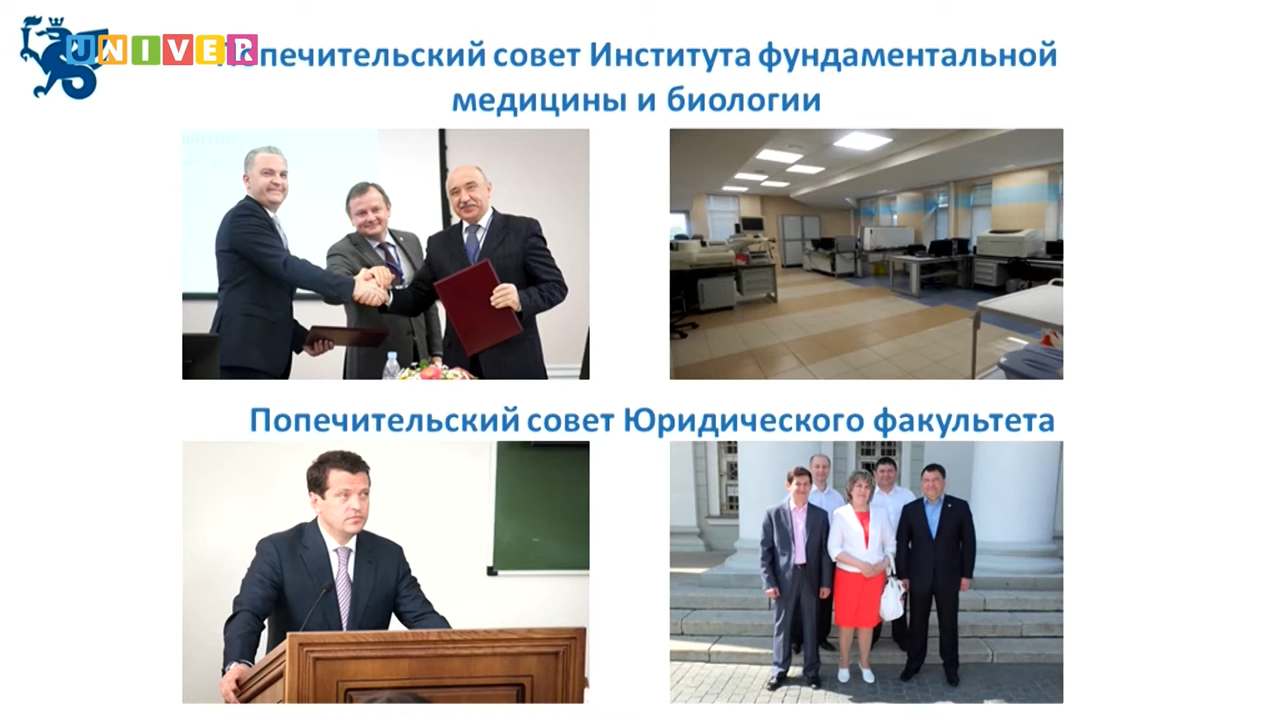 UNIVER
Попечительский совет Института фундаментальной
медицины и биологии
Попечительский совет Юридического факультета